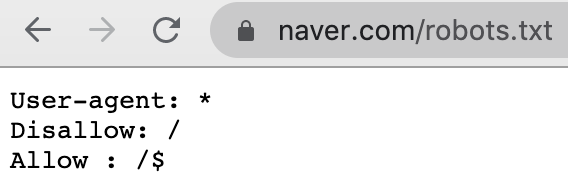 naver.com/robots.txt
User-agent: *
Disallow: /
Allow : /$